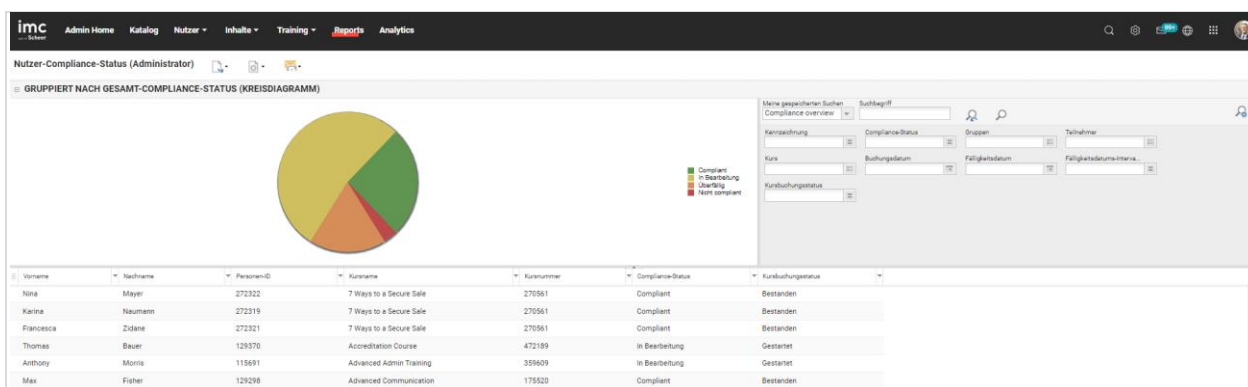 imc
Scheer
Admin Home Katalog Nutzer Inhalte Training Reports Analytics
99+
Nutzer-Compliance-Status (Administrator)
GRUPPIERT NACH GESAMT-COMPLIANCE-STATUS (KREISDIAGRAMM)
Compliant
In Bearbeitung
Überfällig
Nicht compliant
Meine gespeicherten Suchen Suchbegriff
Compliance overview
Kennzeichnung Compliance-Status Gruppen Teilnehmer
Kurs Buchungsdatum Fälligkeitsdatum Fälligkeitsdatums-Interva...
Kursbuchungsstatus
Vorname Nachname Personen-ID Kursname Kursnummer Compliance-Status Kursbuchungsstatus
Nina Mayer 272322 7 Ways to a Secure Sale 270561 Compliant Bestanden
Karina Naumann 272319 7 Ways to a Secure Sale 270561 Compliant Bestanden
Francesca Zidane 272321 7 Ways to a Secure Sale 270561 Compliant Bestanden
Thomas Bauer 129370 Accreditation Course 472189 In Bearbeitung Gestartet
Anthony Morris 115691 Advanced Admin Training 359609 In Bearbeitung Gestartet
Max Fisher 129298 Advanced Communication 175520 Compliant Bestanden